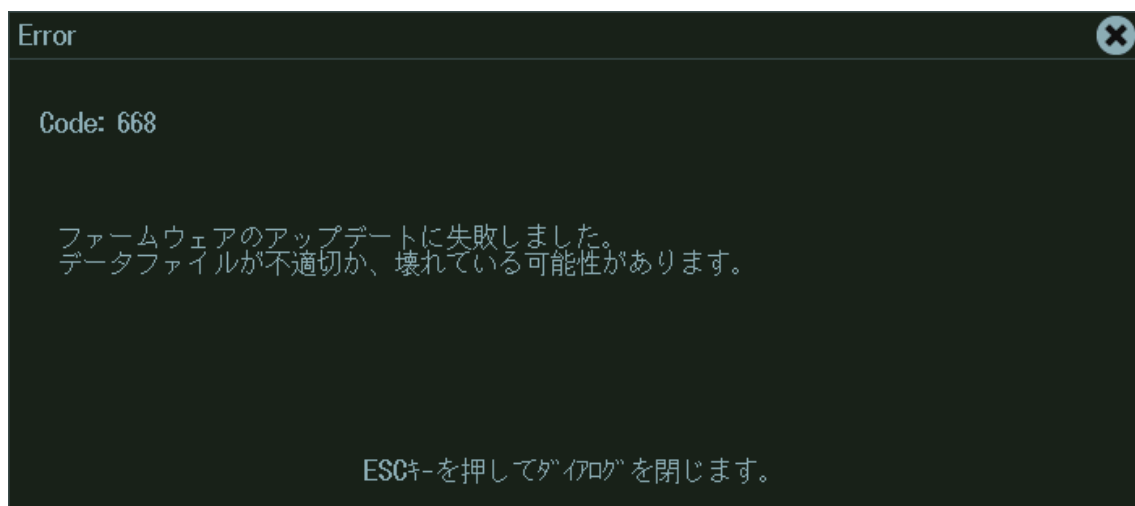 Error
Code: 668
ファームウェアのアップデートに失敗しました。
データファイルが不適切か、壊れている可能性があります。
ESCｷｰを押してﾀﾞｲｱﾛｸﾞを閉じます。